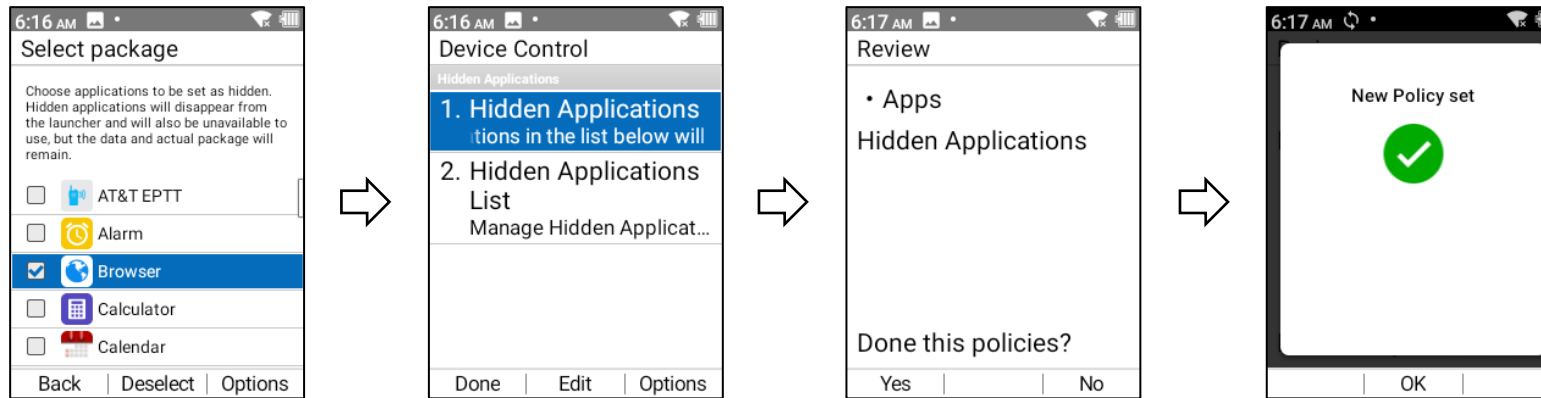 6:16 AM
Select package
Choose applications to be set as hidden.
Hidden applications will disappear from
the launcher and will also be unavailable to
use, but the data and actual package will
remain.
AT&T EPTT
Alarm
Browser
Calculator
Calendar
Back Deselect Options
6:16 AM
Device Control
Hidden Applications
1. Hidden Applications
tions in the list below will
2. Hidden Applications
List
Manage Hidden Applicat...
Done Edit Options
6:17 AM
Review
• Apps
Hidden Applications
Done this policies?
Yes No
6:17 AM
New Policy set
OK